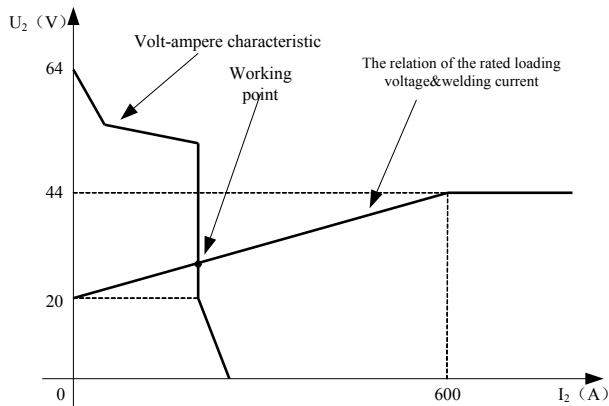 U₂（V）
64
Volt-ampere characteristic
Working
point
The relation of the rated loading
voltage&welding current
44
20
0
600
I₂（A）